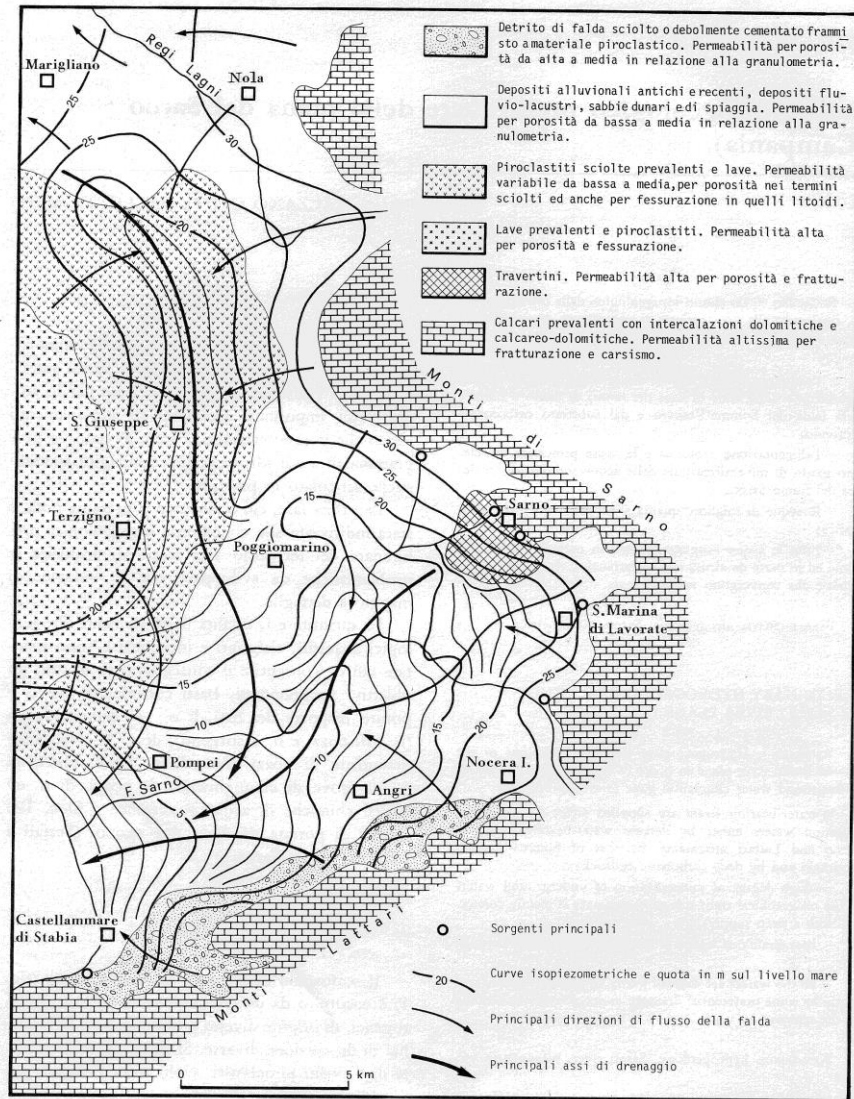 Detrito di falda sciolto o debolmente cementato frammi
sto a materiale piroclastico. Permeabilità per porosi-
tà da alta a media in relazione alla granulometria.
Depositi alluvionali antichi e recenti, depositi flu-
vio-lacustri, sabbie dunari e di spiaggia. Permeabilità
per porosità da bassa a media in relazione alla gra-
nulometria.
Piroclastiti sciolte prevalenti e lave. Permeabilità
variabile da bassa a media, per porosità nei termini
sciolti ed anche per fessurazione in quelli litoidi.
Lave prevalenti e piroclastiti. Permeabilità alta
per porosità e fessurazione.
Travertini. Permeabilità alta per porosità e frattu-
razione.
Calcari prevalenti con intercalazioni dolomitiche e
calcareo-dolomitiche. Permeabilità altissima per
fratturazione e carsismo.
Regi Lagni
Marigliano
Nola
25
25
30
20
S. Giuseppe V.
Monti di Sarno
30
25
20
15
Sarno
Terzigno
Poggiomarino
S. Marina
di Lavorate
20
25
10
15
20
10
Pompei
F. Sarno
5
Angri
Nocera I.
Castellammare
di Stabia
Monti Lattari
Sorgenti principali
20
Curve isopiezometriche e quota in m sul livello mare
Principali direzioni di flusso della falda
Principali assi di drenaggio
0
5 km